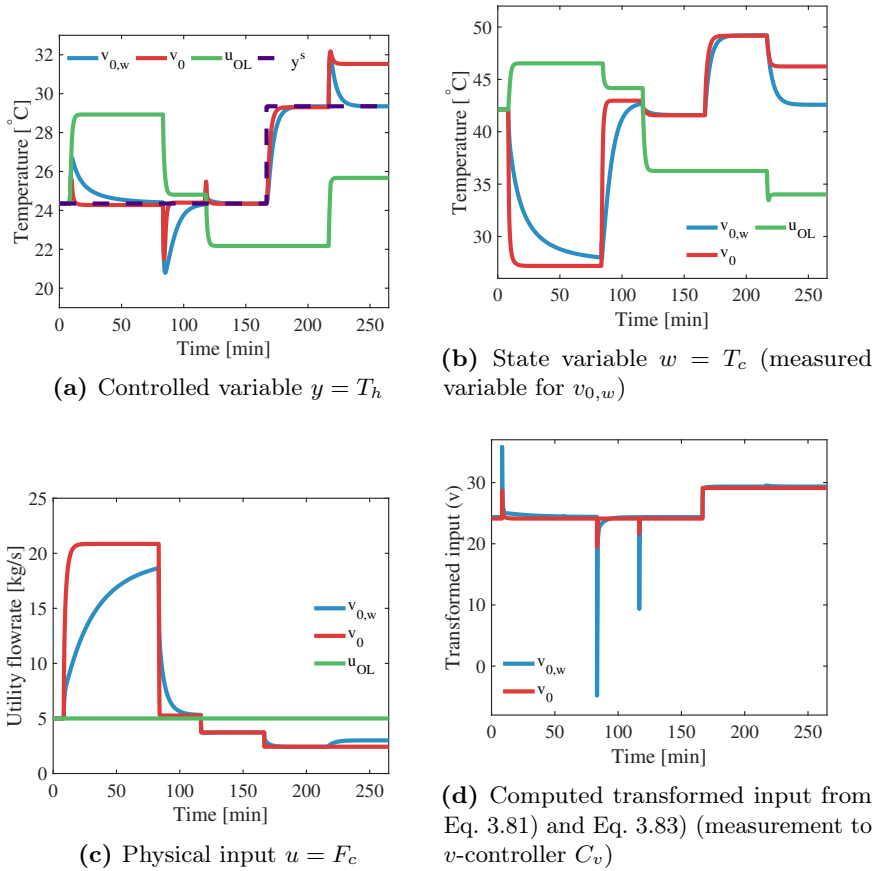 32
30
28
26
24
22
20
Temperature [ °C]
v0,w v0 uOL y^s
0 50 100 150 200 250
Time [min]
(a) Controlled variable y = Th
50
45
40
35
30
Temperature [ °C]
v0,w uOL
v0
0 50 100 150 200 250
Time [min]
(b) State variable w = Tc (measured
variable for v0,w)
25
20
15
10
5
0
Utility flowrate [kg/s]
v0,w
v0
uOL
0 50 100 150 200 250
Time [min]
(c) Physical input u = Fc
30
20
10
0
Transformed input (v)
v0,w
v0
0 50 100 150 200 250
Time [min]
(d) Computed transformed input from
Eq. 3.81) and Eq. 3.83) (measurement to
v-controller Cv)